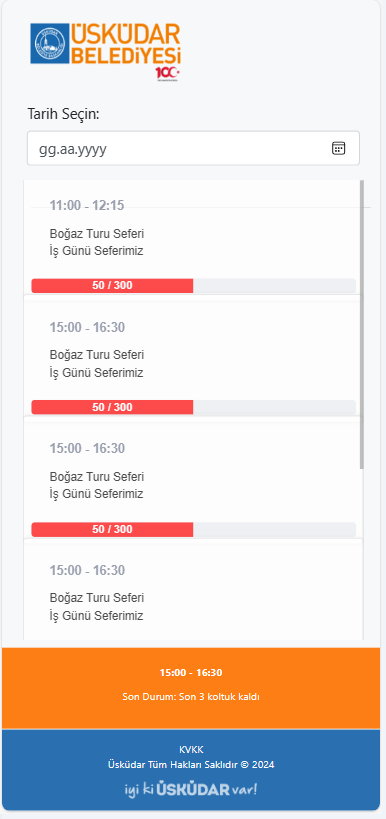 ÜSKÜDAR
BELEDİYESİ
100
Tarih Seçin:
gg.aa.yyyy
11:00 - 12:15
Boğaz Turu Seferi
İş Günü Seferimiz
50 / 300
15:00 - 16:30
Boğaz Turu Seferi
İş Günü Seferimiz
50 / 300
15:00 - 16:30
Boğaz Turu Seferi
İş Günü Seferimiz
50 / 300
15:00 - 16:30
Boğaz Turu Seferi
İş Günü Seferimiz
15:00 - 16:30
Son Durum: Son 3 koltuk kaldı
KVKK
Üsküdar Tüm Hakları Saklıdır © 2024
iyi ki ÜSKÜDAR var!